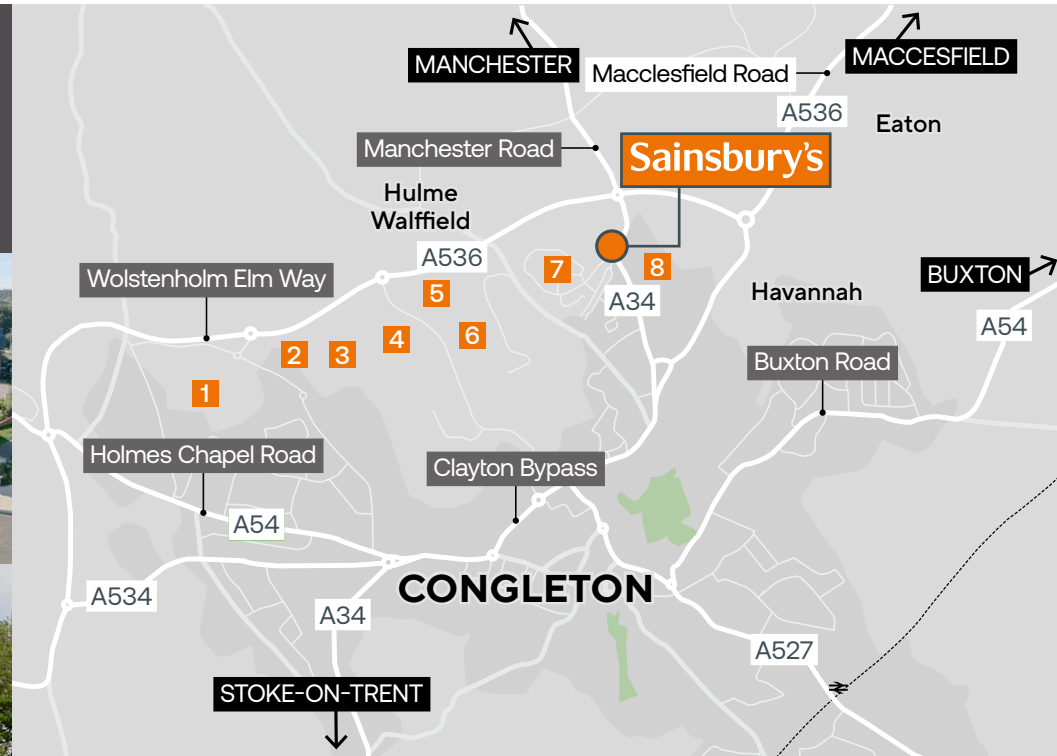 MANCHESTER
MACCESFIELD
Macclesfield Road
A536
Eaton
Manchester Road
Sainsbury's
Hulme
Walffield
A536
7
8
Wolstenholm Elm Way
5
A34
Havannah
BUXTON
A54
2
3
4
6
Buxton Road
1
Holmes Chapel Road
Clayton Bypass
A54
CONGLETON
A534
A34
A527
STOKE-ON-TRENT